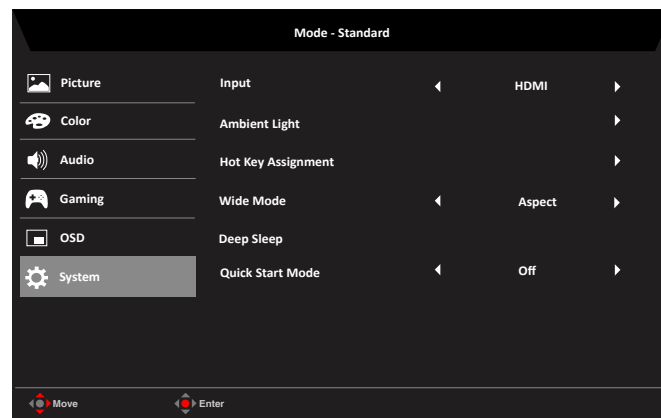 Mode - Standard
Picture
Input HDMI
Color
Ambient Light
Audio
Hot Key Assignment
Gaming
Wide Mode Aspect
OSD
Deep Sleep
System
Quick Start Mode Off
Move Enter